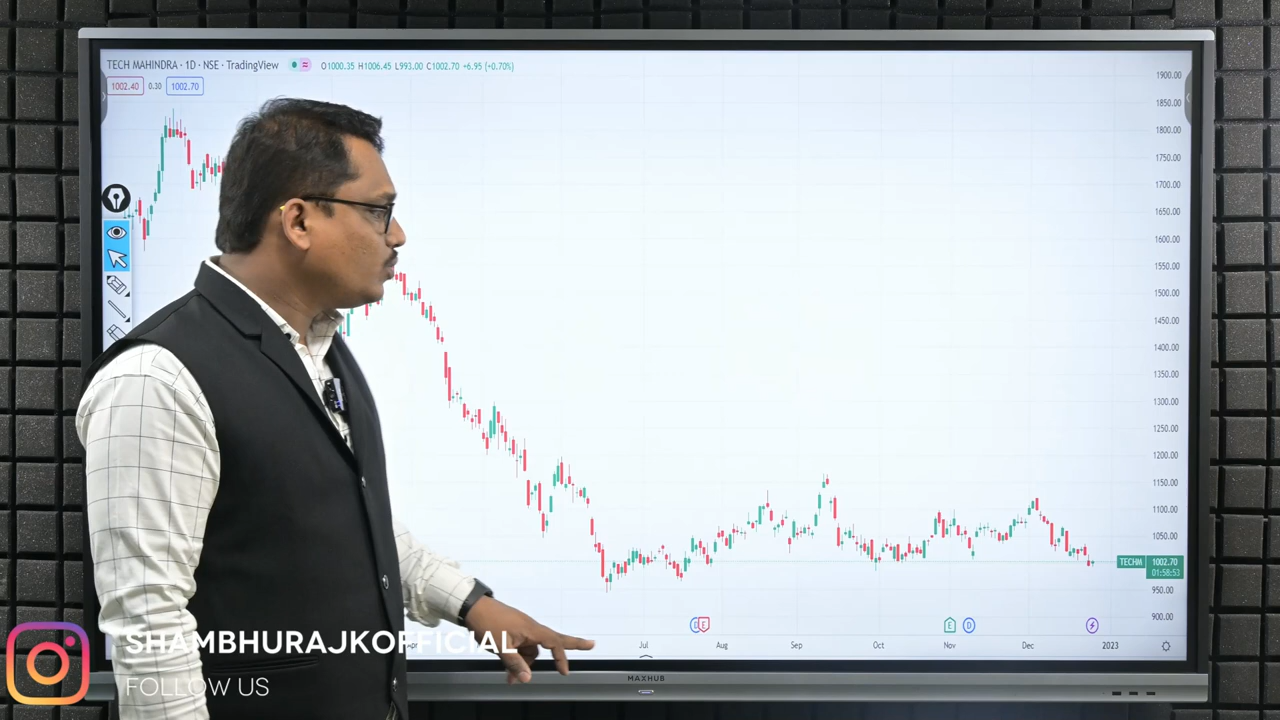 TECH MAHINDRA · 1D · NSE · TradingView O1000.35 H1006.45 L993.00 C1002.70 +6.95 (+0.70%)
1002.40 0.30 1002.70
1900.00
1850.00
1800.00
1750.00
1700.00
1650.00
1600.00
1550.00
1500.00
1450.00
1400.00
1350.00
1300.00
1250.00
1200.00
1150.00
1100.00
1050.00
TECHM 1002.70
01:58:53
950.00
900.00
D E E D
Apr Jul Aug Sep Oct Nov Dec 2023
MAXHUB
SHAMBHURAJKOFFICIAL
FOLLOW US